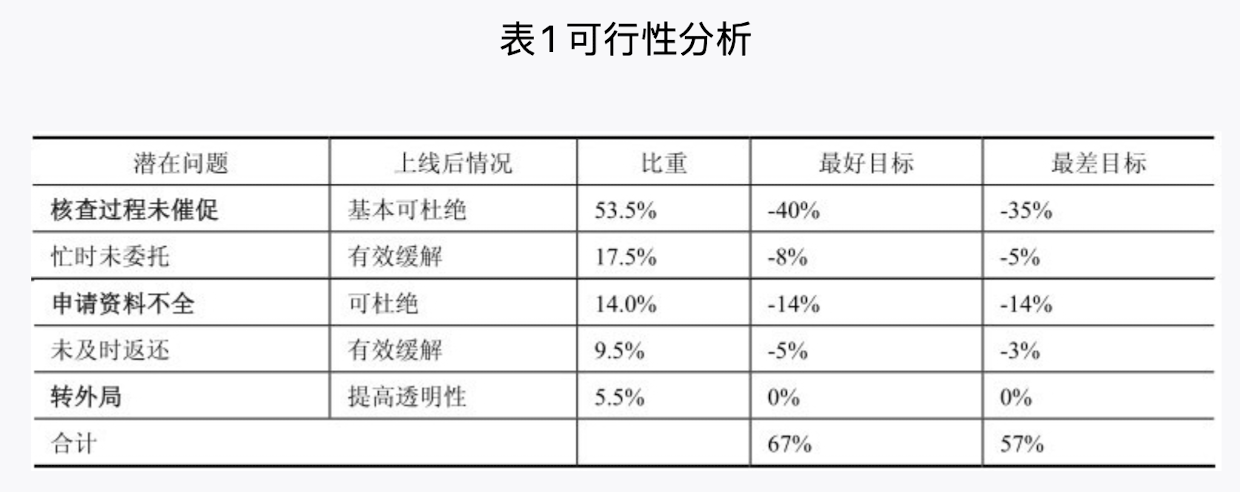 表1可行性分析
潜在问题 上线后情况 比重 最好目标 最差目标
核查过程未催促 基本可杜绝 53.5% -40% -35%
忙时未委托 有效缓解 17.5% -8% -5%
申请资料不全 可杜绝 14.0% -14% -14%
未及时返还 有效缓解 9.5% -5% -3%
转外局 提高透明性 5.5% 0% 0%
合计 67% 57%